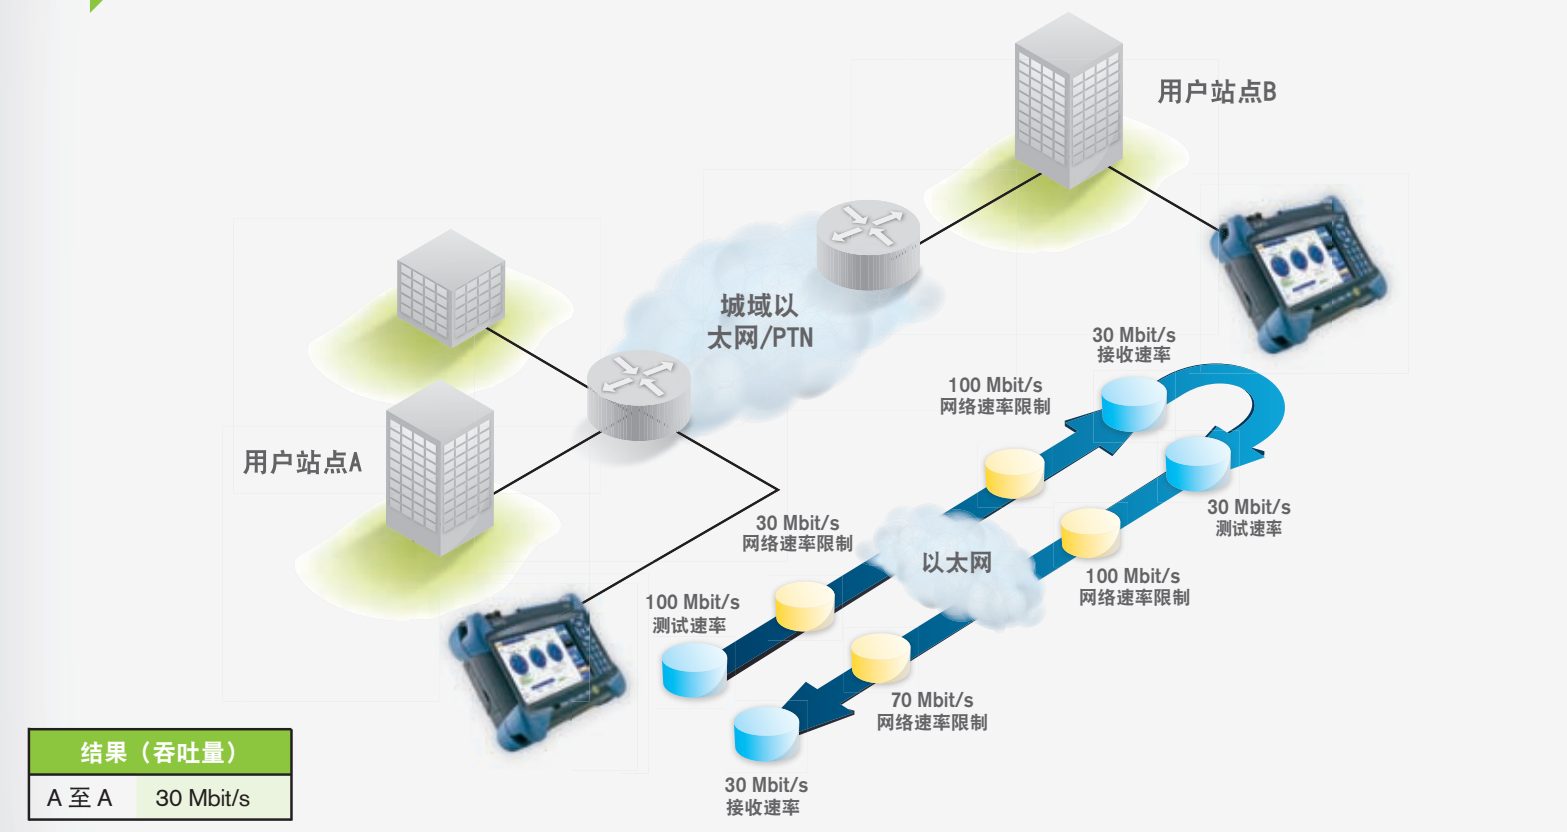 用户站点B
城域以
太网/PTN
30 Mbit/s
接收速率
100 Mbit/s
网络速率限制
用户站点A
30 Mbit/s
测试速率
30 Mbit/s
网络速率限制
以太网
100 Mbit/s
网络速率限制
100 Mbit/s
测试速率
70 Mbit/s
网络速率限制
30 Mbit/s
接收速率
结果（吞吐量）
A 至 A 30 Mbit/s